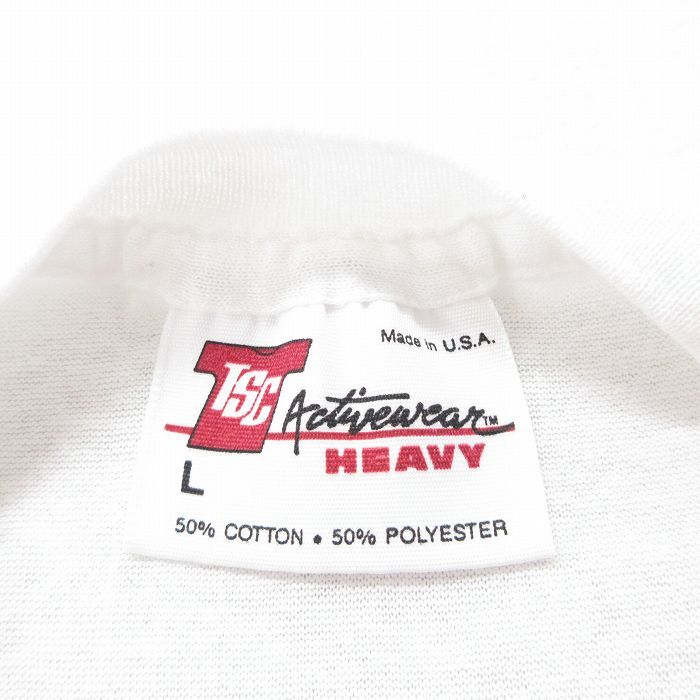 Made in U.S.A.
TSC
Activewear™
HEAVY
L
50% COTTON • 50% POLYESTER